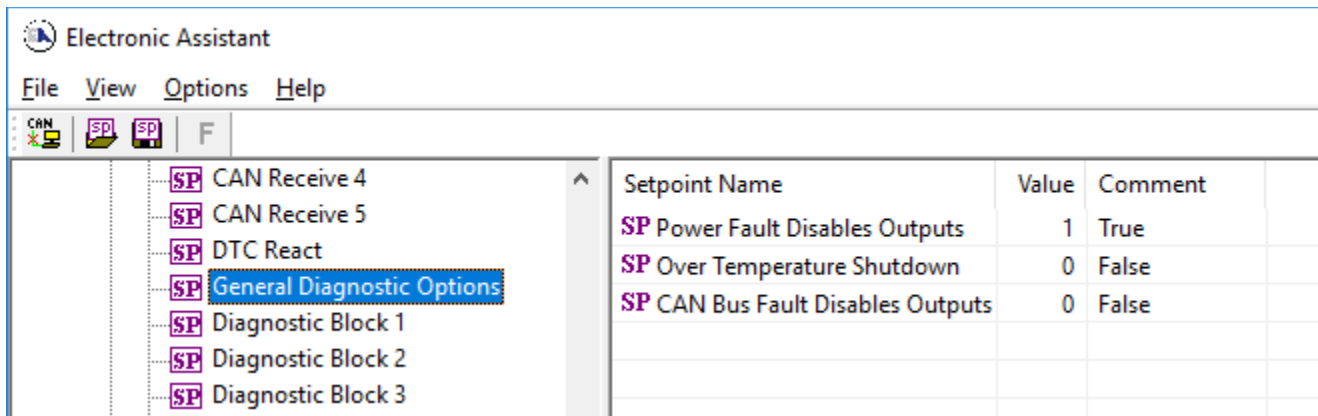 Electronic Assistant
File View Options Help
CAN SP SP F
SP CAN Receive 4
SP CAN Receive 5
SP DTC React
SP General Diagnostic Options
SP Diagnostic Block 1
SP Diagnostic Block 2
SP Diagnostic Block 3
Setpoint Name Value Comment
SP Power Fault Disables Outputs 1 True
SP Over Temperature Shutdown 0 False
SP CAN Bus Fault Disables Outputs 0 False